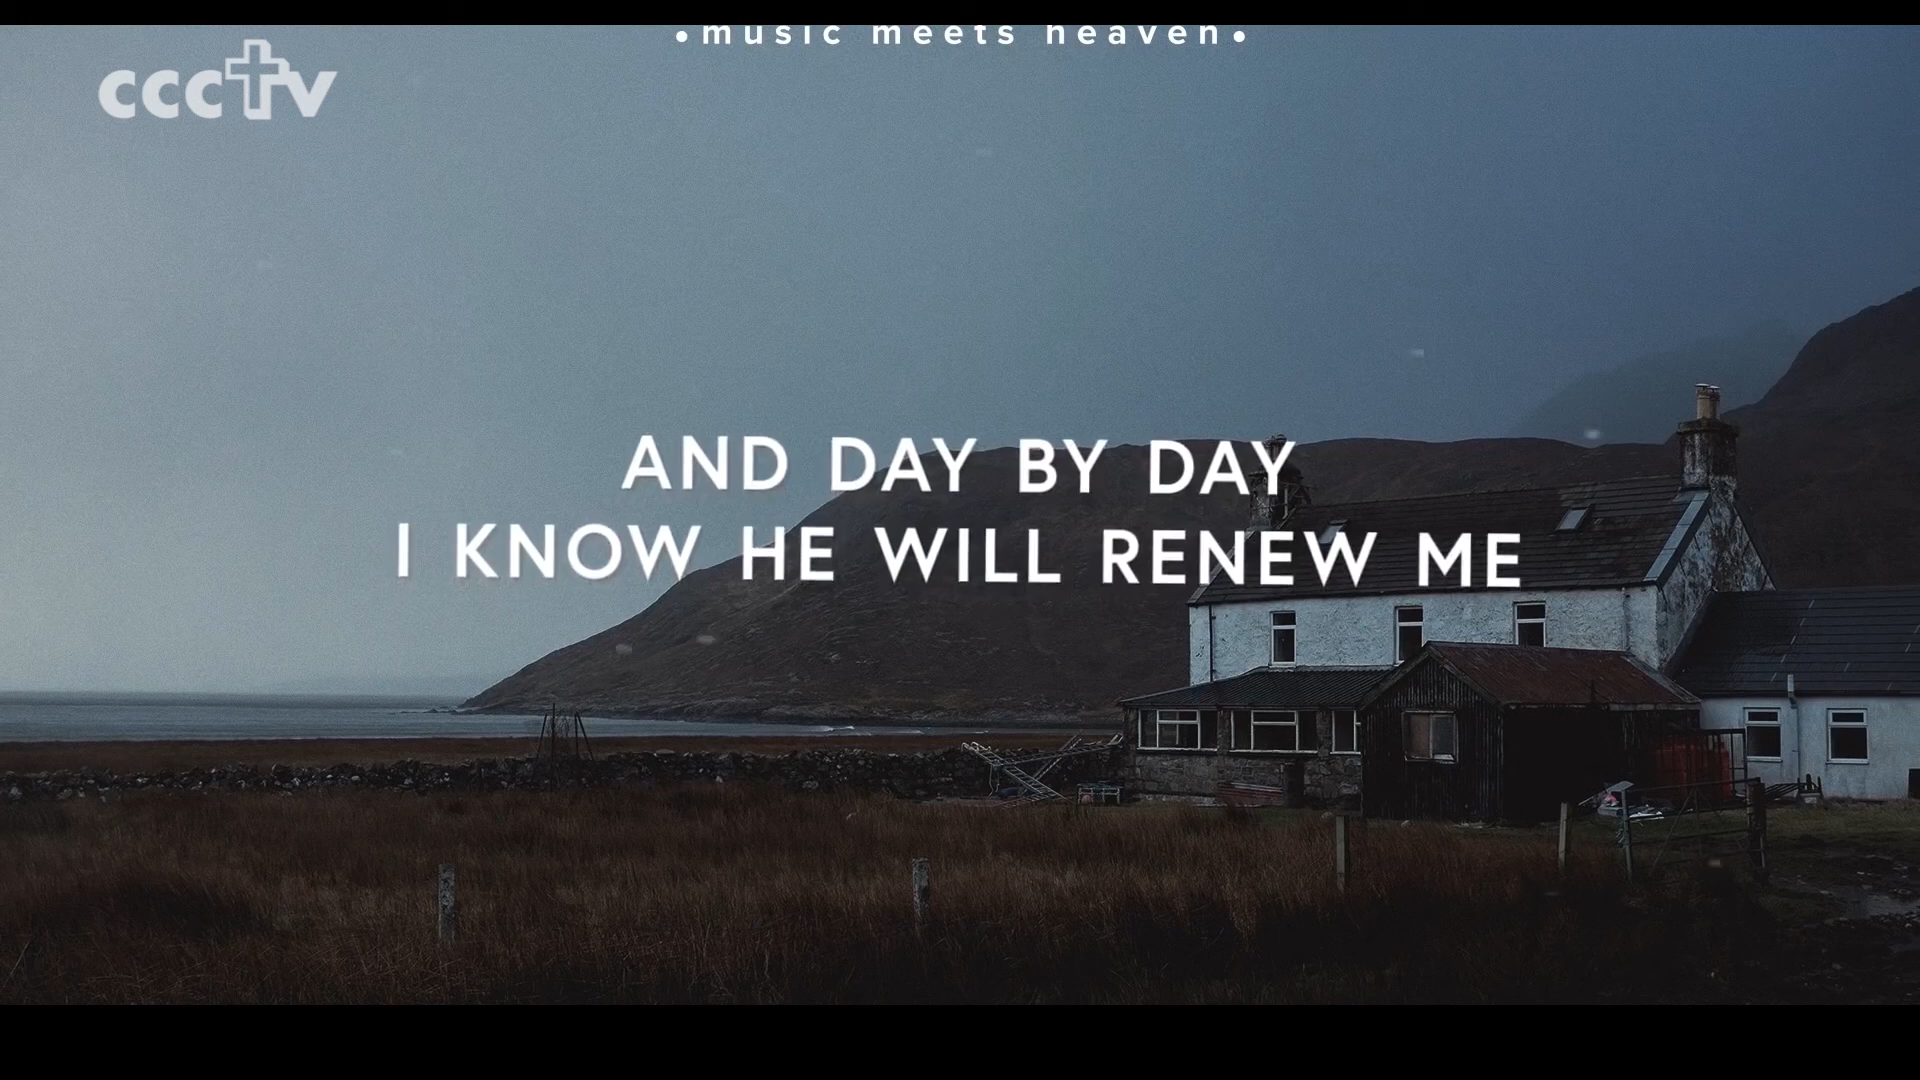 •music meets heaven•
ccctv
AND DAY BY DAY
I KNOW HE WILL RENEW ME